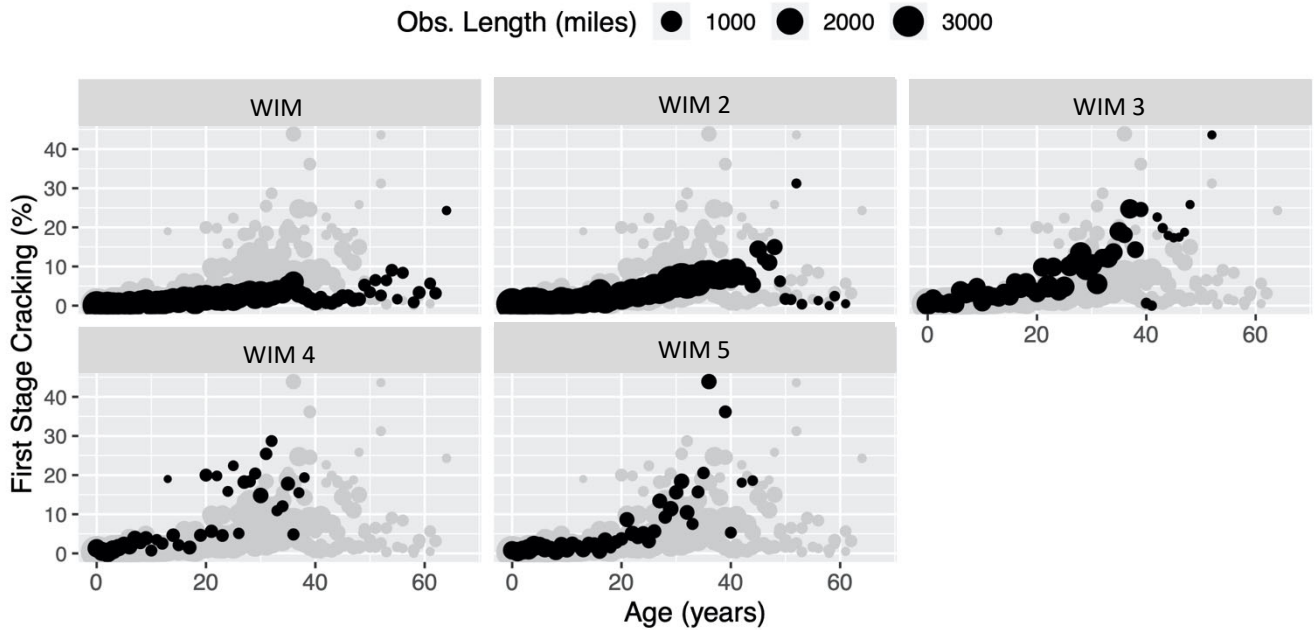 Obs. Length (miles) 1000 2000 3000
WIM WIM 2 WIM 3
First Stage Cracking (%)
40
30
20
10
0
0 20 40 60
WIM 4 WIM 5
40
30
20
10
0
0 20 40 60 0 20 40 60
Age (years)